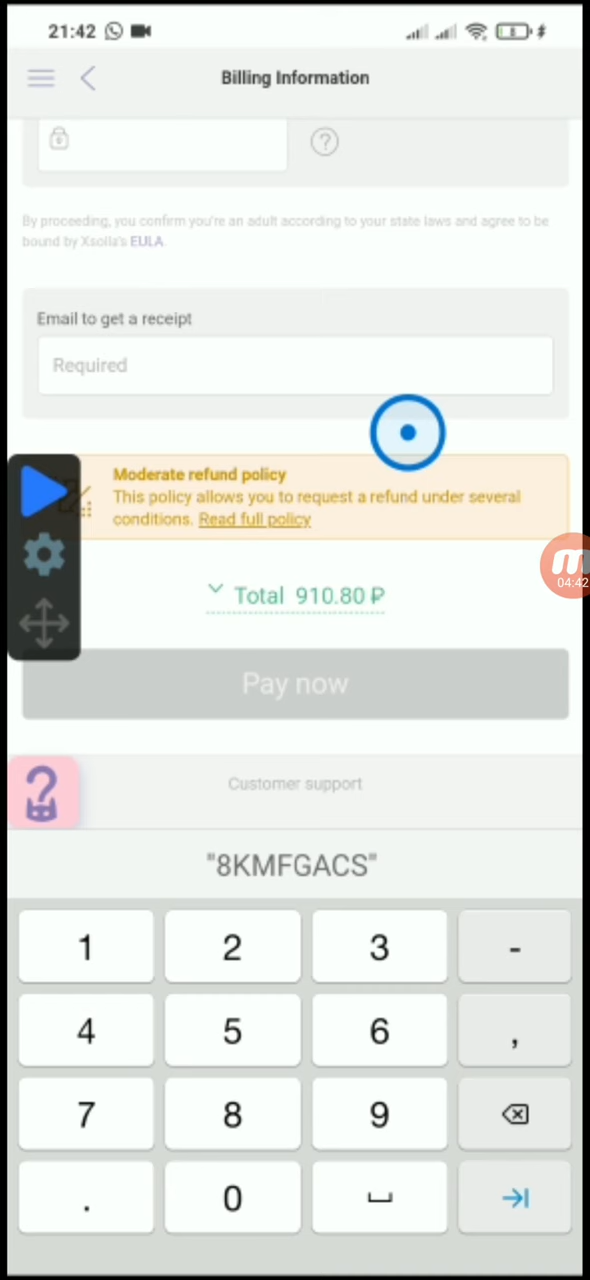 21:42
8
Billing Information
?
By proceeding, you confirm you're an adult according to your state laws and agree to be
bound by Xsolla's EULA.
Email to get a receipt
Required
Moderate refund policy
This policy allows you to request a refund under several
conditions. Read full policy
04:42
Total 910.80 ₽
Pay now
?
Customer support
"8KMFGACS"
1 2 3 -
4 5 6 ,
7 8 9
. 0